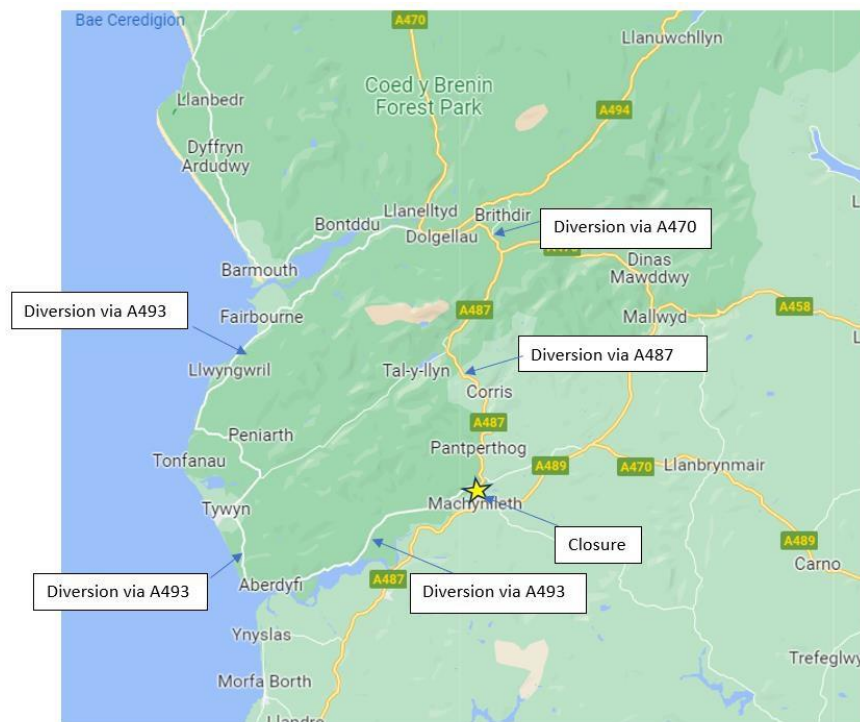 Bae Ceredigion
A470
Llanuwchllyn
Coed y Brenin
Forest Park
Llanbedr
A494
Dyffryn
Ardudwy
Llanelltyd
Brithdir
Bontddu
Diversion via A470
Dolgellau
Barmouth
Dinas
Mawddwy
Diversion via A493
A487
A458
Fairbourne
Mallwyd
Llwyngwril
Tal-y-llyn
Diversion via A487
Corris
A487
Peniarth
Pantperthog
Tonfanau
A489
A470
Llanbrynmair
Machynlleth
Tywyn
Closure
A489
Carno
Diversion via A493
Aberdyfi
A487
Diversion via A493
Ynyslas
Trefeglw
Morfa Borth
Llandre